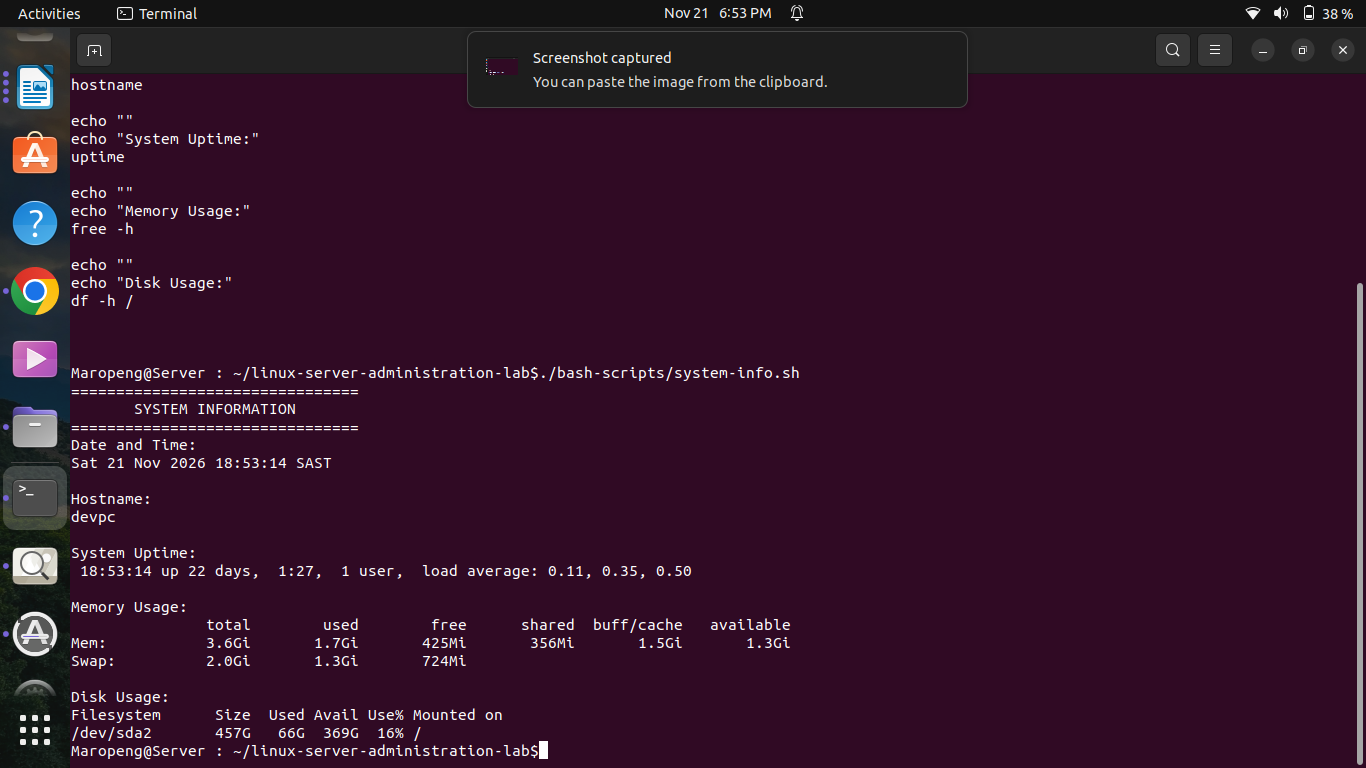 Activities Terminal Nov 21 6:53 PM 38 %
Screenshot captured
You can paste the image from the clipboard.
hostname
echo ""
echo "System Uptime:"
uptime
echo ""
echo "Memory Usage:"
free -h
echo ""
echo "Disk Usage:"
df -h /
Maropeng@Server : ~/linux-server-administration-lab$./bash-scripts/system-info.sh
================================
       SYSTEM INFORMATION
================================
Date and Time:
Sat 21 Nov 2026 18:53:14 SAST
Hostname:
devpc
System Uptime:
 18:53:14 up 22 days,  1:27,  1 user,  load average: 0.11, 0.35, 0.50
Memory Usage:
               total        used        free      shared  buff/cache   available
Mem:           3.6Gi       1.7Gi       425Mi       356Mi       1.5Gi       1.3Gi
Swap:          2.0Gi       1.3Gi       724Mi
Disk Usage:
Filesystem      Size  Used Avail Use% Mounted on
/dev/sda2       457G   66G  369G  16% /
Maropeng@Server : ~/linux-server-administration-lab$